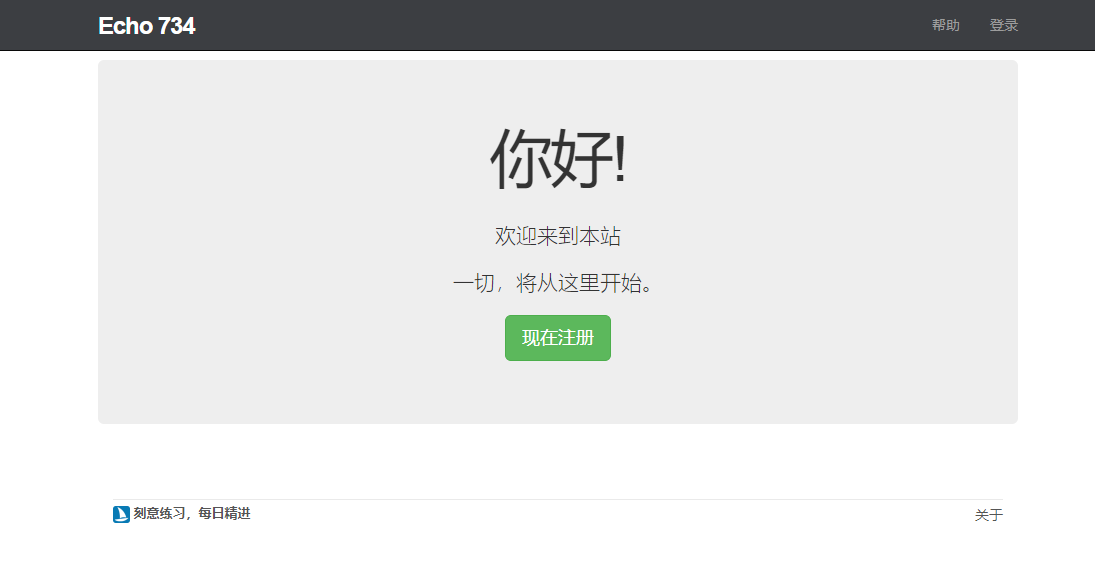 Echo 734
帮助
登录
你好!
欢迎来到本站
一切，将从这里开始。
现在注册
刻意练习，每日精进
关于